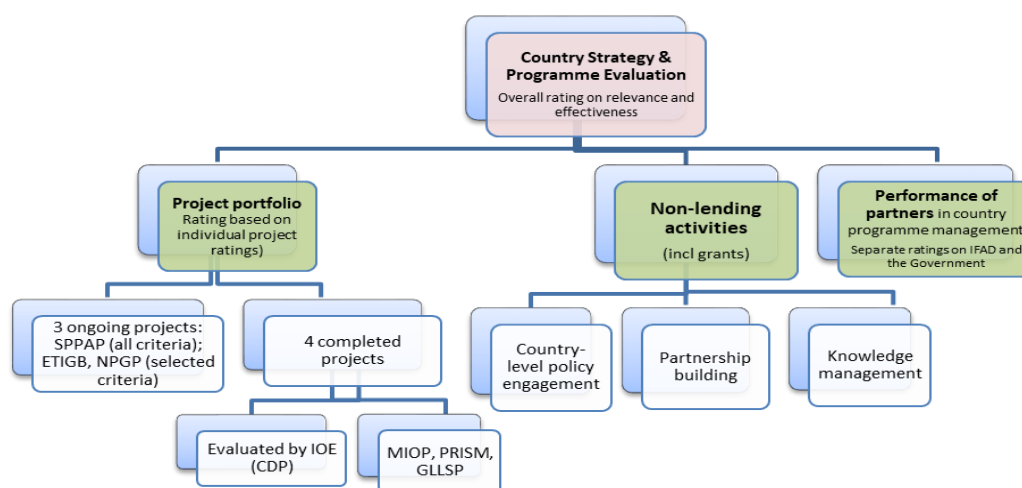 Country Strategy &
Programme Evaluation
Overall rating on relevance and
effectiveness
Project portfolio
Rating based on
individual project
ratings)
Non-lending
activities
(incl grants)
Performance of
partners in country
programme management
Separate ratings on IFAD and
the Government
3 ongoing projects:
SPPAP (all criteria);
ETIGB, NPGP (selected
criteria)
4 completed
projects
Country-
level policy
engagement
Partnership
building
Knowledge
management
Evaluated by IOE
(CDP)
MIOP, PRISM,
GLLSP